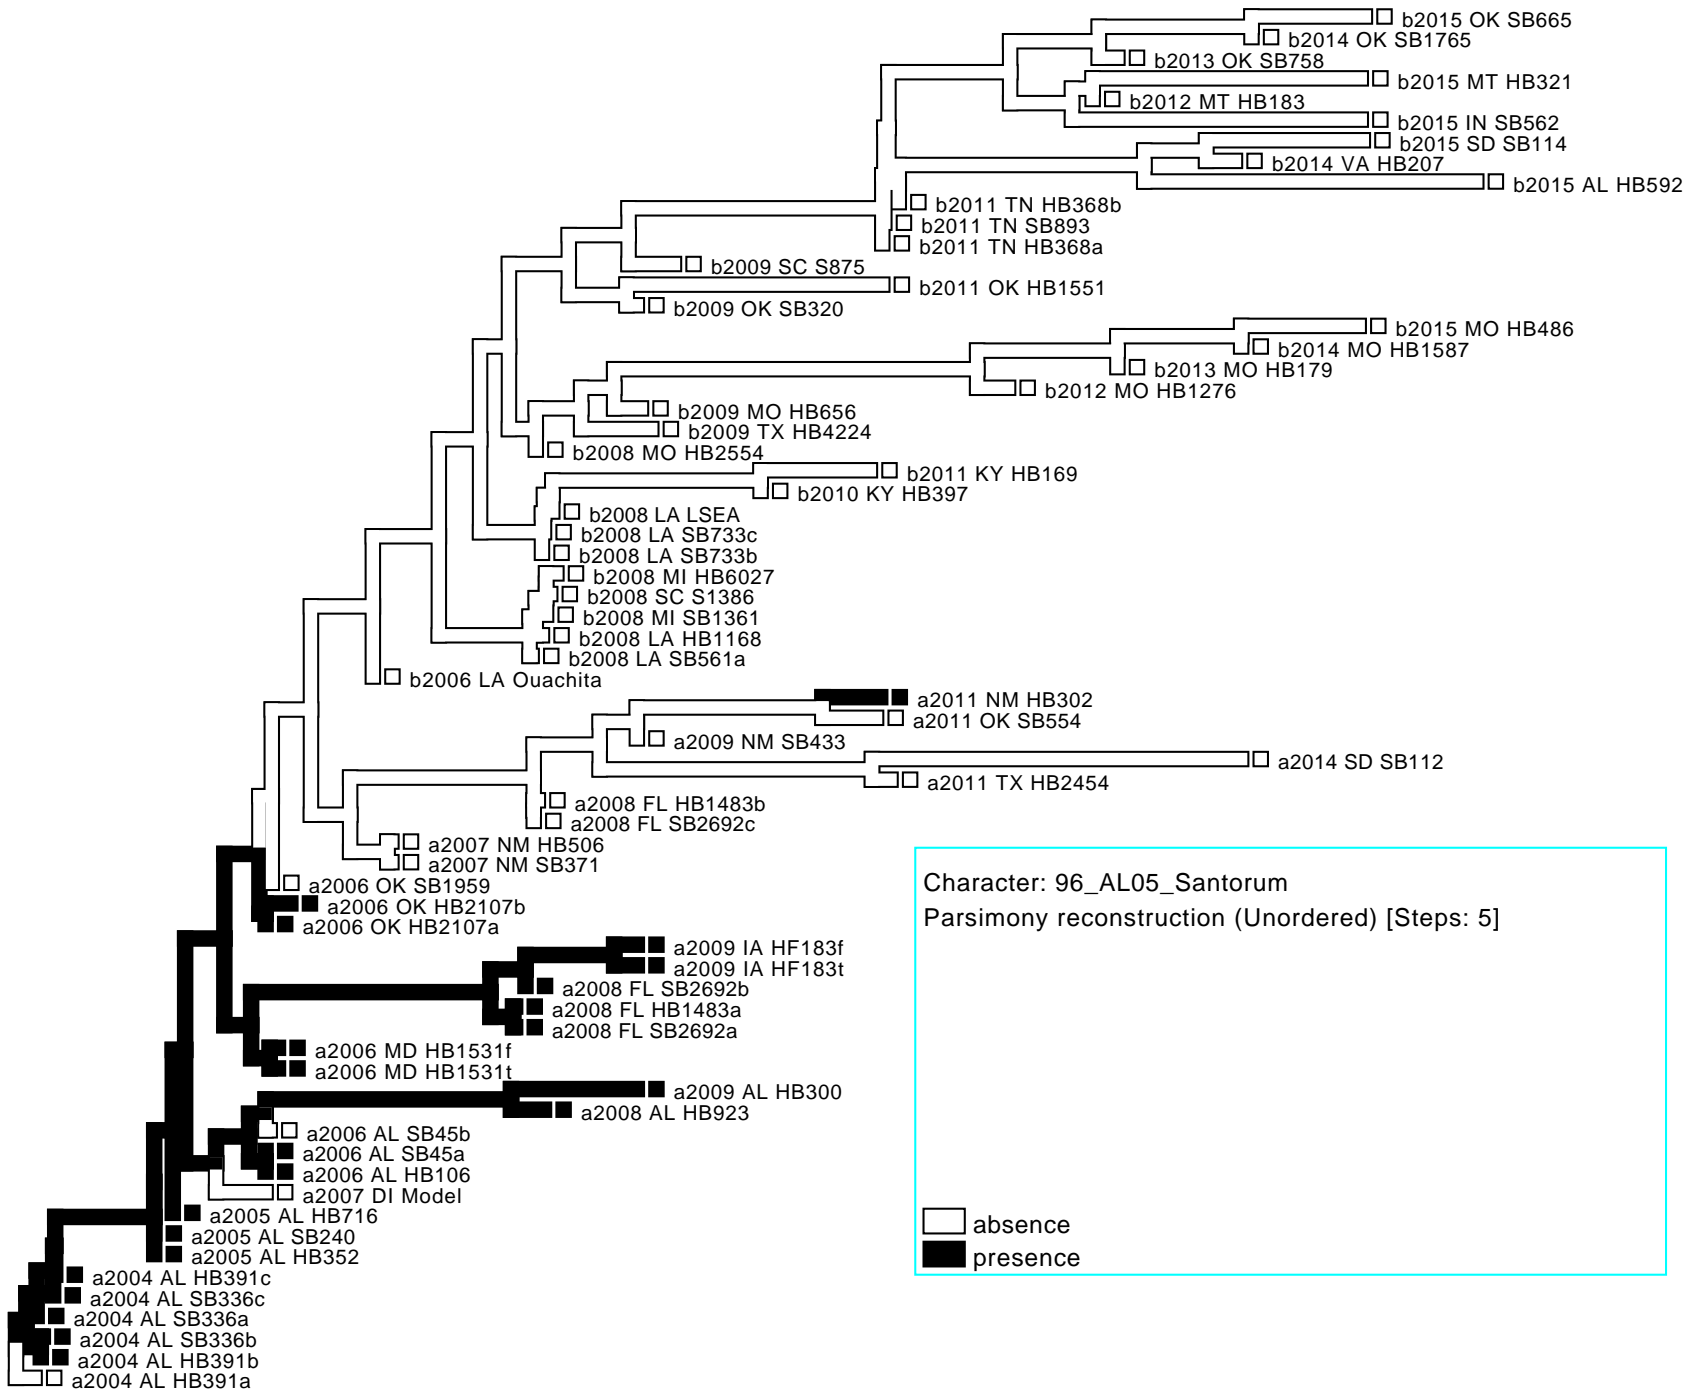 b2015 OK SB665
b2014 OK SB1765
b2013 OK SB758
b2015 MT HB321
b2012 MT HB183
b2015 IN SB562
b2015 SD SB114
b2014 VA HB207
b2015 AL HB592
b2011 TN HB368b
b2011 TN SB893
b2011 TN HB368a
b2009 SC S875
b2011 OK HB1551
b2009 OK SB320
b2015 MO HB486
b2014 MO HB1587
b2013 MO HB179
b2012 MO HB1276
b2009 MO HB656
b2009 TX HB4224
b2008 MO HB2554
b2011 KY HB169
b2010 KY HB397
b2008 LA LSEA
b2008 LA SB733c
b2008 LA SB733b
b2008 MI HB6027
b2008 SC S1386
b2008 MI SB1361
b2008 LA HB1168
b2008 LA SB561a
b2006 LA Ouachita
a2011 NM HB302
a2011 OK SB554
a2009 NM SB433
a2014 SD SB112
a2011 TX HB2454
a2008 FL HB1483b
a2008 FL SB2692c
a2007 NM HB506
a2007 NM SB371
a2006 OK SB1959
a2006 OK HB2107b
a2006 OK HB2107a
a2009 IA HF183f
a2009 IA HF183t
a2008 FL SB2692b
a2008 FL HB1483a
a2008 FL SB2692a
a2006 MD HB1531f
a2006 MD HB1531t
a2009 AL HB300
a2008 AL HB923
a2006 AL SB45b
a2006 AL SB45a
a2006 AL HB106
a2007 DI Model
a2005 AL HB716
a2005 AL SB240
a2005 AL HB352
a2004 AL HB391c
a2004 AL SB336c
a2004 AL SB336a
a2004 AL SB336b
a2004 AL HB391b
a2004 AL HB391a
Character: 96_AL05_Santorum
Parsimony reconstruction (Unordered) [Steps: 5]
absence
presence